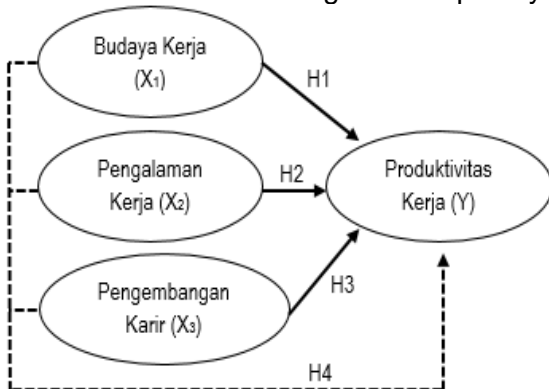 Budaya Kerja
(X₁)
H1
Pengalaman
Kerja (X₂)
H2
Produktivitas
Kerja (Y)
Pengembangan
Karir (X₃)
H3
H4